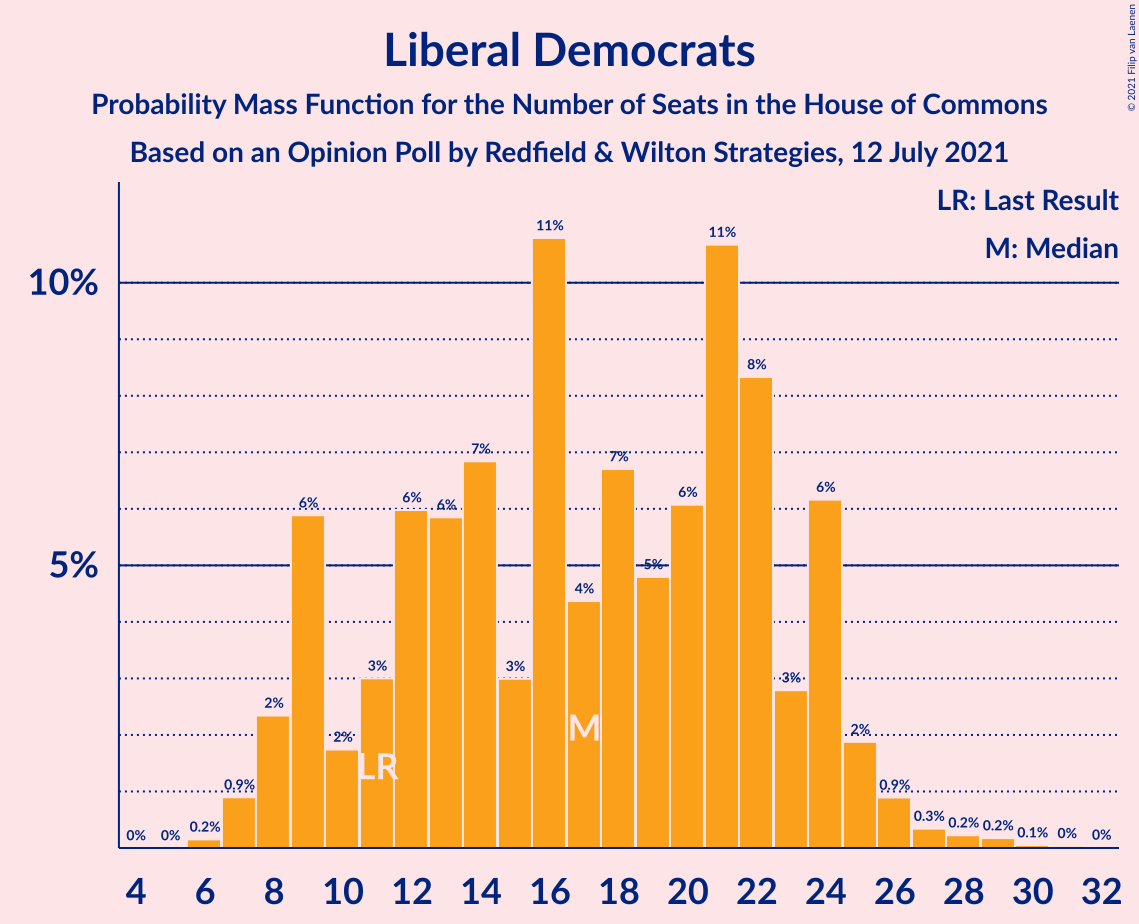 © 2021 Filip van Laenen
Liberal Democrats
Probability Mass Function for the Number of Seats in the House of Commons
Based on an Opinion Poll by Redfield & Wilton Strategies, 12 July 2021
LR: Last Result
M: Median
10%
5%
0% 0% 0.2% 0.9% 2% 6% 2% 3% 6% 6% 7% 3% 11% 4% 7% 5% 6% 11% 8% 3% 6% 2% 0.9% 0.3% 0.2% 0.2% 0.1% 0% 0%
LR M
4 6 8 10 12 14 16 18 20 22 24 26 28 30 32